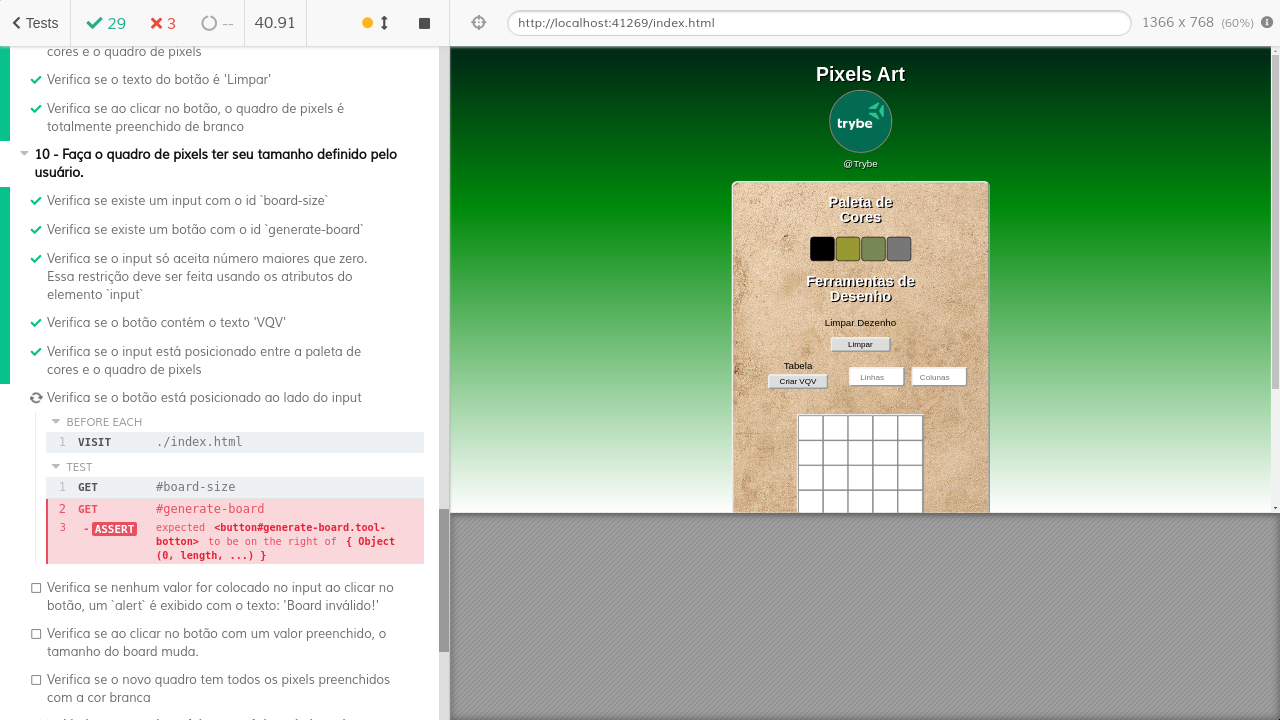 Tests
29
3
--
40.91
http://localhost:41269/index.html
1366 x 768 (60%)
cores e o quadro de pixels
Verifica se o texto do botão é 'Limpar'
Verifica se ao clicar no botão, o quadro de pixels é
totalmente preenchido de branco
10 - Faça o quadro de pixels ter seu tamanho definido pelo
usuário.
Verifica se existe um input com o id `board-size`
Verifica se existe um botão com o id `generate-board`
Verifica se o input só aceita número maiores que zero.
Essa restrição deve ser feita usando os atributos do
elemento `input`
Verifica se o botão contém o texto 'VQV'
Verifica se o input está posicionado entre a paleta de
cores e o quadro de pixels
Verifica se o botão está posicionado ao lado do input
BEFORE EACH
1 VISIT ./index.html
TEST
1 GET #board-size
2 GET #generate-board
3 -ASSERT expected <button#generate-board.tool-
botton> to be on the right of { Object
(0, length, ...) }
Verifica se nenhum valor for colocado no input ao clicar no
botão, um `alert` é exibido com o texto: 'Board inválido!'
Verifica se ao clicar no botão com um valor preenchido, o
tamanho do board muda.
Verifica se o novo quadro tem todos os pixels preenchidos
com a cor branca
Pixels Art
trybe
@Trybe
Paleta de
Cores
Ferramentas de
Desenho
Limpar Dezenho
Limpar
Tabela
Criar VQV
Linhas
Colunas